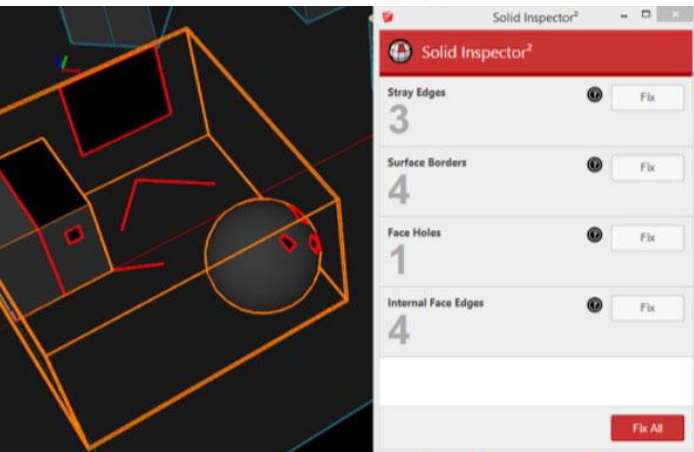 Solid Inspector²
Solid Inspector²
Stray Edges
Fix
3
Surface Borders
Fix
4
Face Holes
Fix
1
Internal Face Edges
Fix
4
Fix All